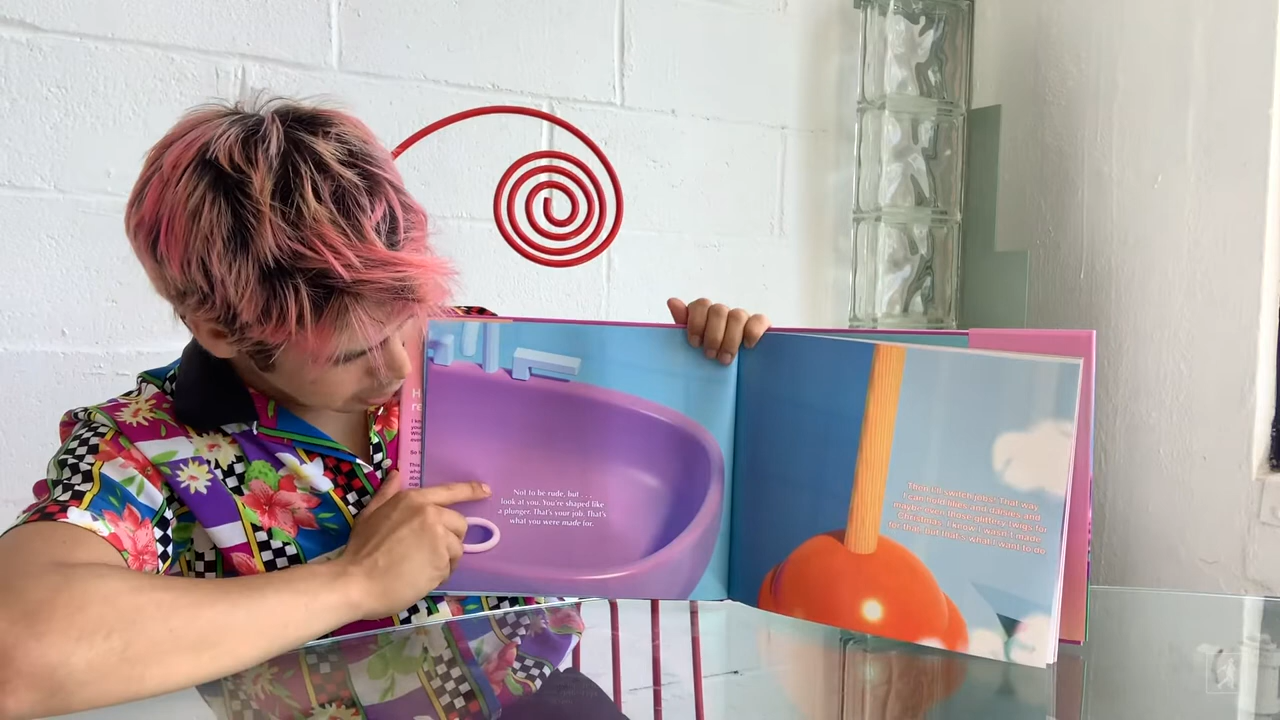 Not to be rude, but . . .
look at you. You're shaped like
a plunger. That's your job. That's
what you were made for.
Then I'll switch jobs! That way,
I can hold lilies and daisies and
maybe even those glittery twigs for
Christmas. I know I wasn't made
for that, but that's what I want to do.